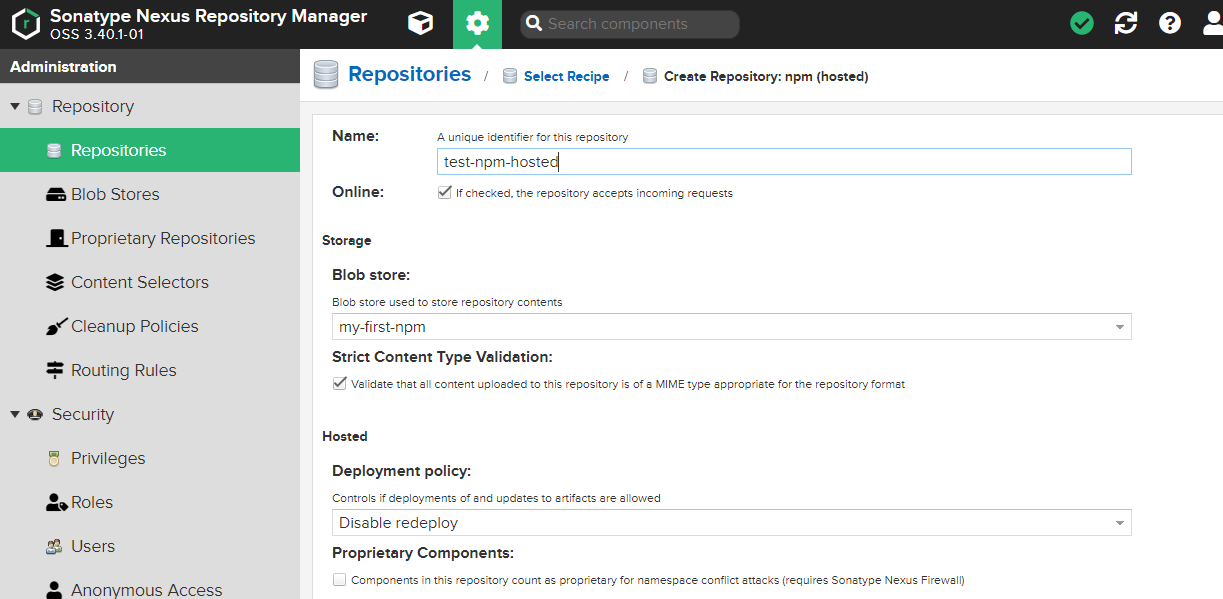 Sonatype Nexus Repository Manager
OSS 3.40.1-01
Search components
Administration
Repository
Repositories
Blob Stores
Proprietary Repositories
Content Selectors
Cleanup Policies
Routing Rules
Security
Privileges
Roles
Users
Anonymous Access
Repositories / Select Recipe / Create Repository: npm (hosted)
Name: A unique identifier for this repository
test-npm-hosted
Online: If checked, the repository accepts incoming requests
Storage
Blob store:
Blob store used to store repository contents
my-first-npm
Strict Content Type Validation:
Validate that all content uploaded to this repository is of a MIME type appropriate for the repository format
Hosted
Deployment policy:
Controls if deployments of and updates to artifacts are allowed
Disable redeploy
Proprietary Components:
Components in this repository count as proprietary for namespace conflict attacks (requires Sonatype Nexus Firewall)